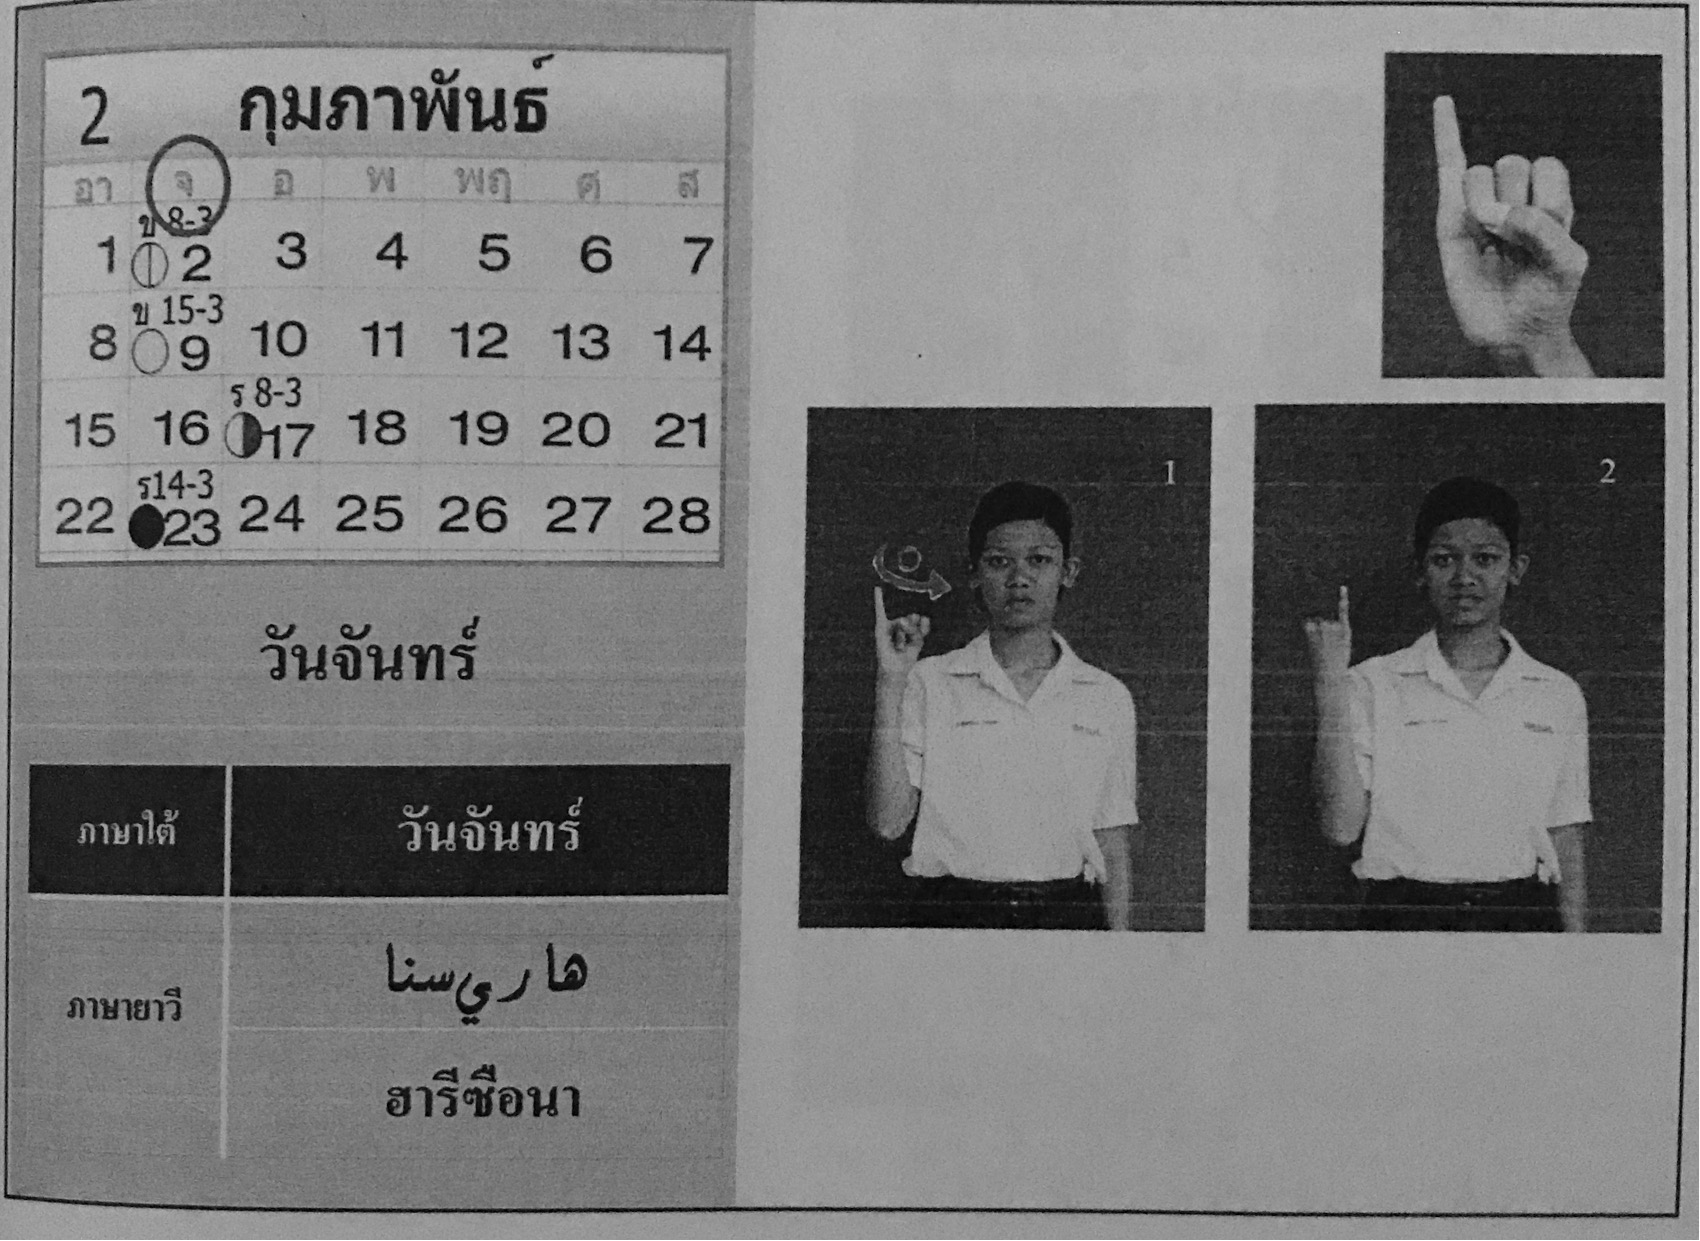 2 กุมภาพันธ์
อา จ อ พ พฤ ศ ส
ข 8-3
1 2 3 4 5 6 7
ข 15-3
8 9 10 11 12 13 14
ร 8-3
15 16 17 18 19 20 21
ร14-3
22 23 24 25 26 27 28
วันจันทร์
ภาษาใต้ วันจันทร์
ภาษายาวี
هاريسنا
ฮารีซือนา
1
2